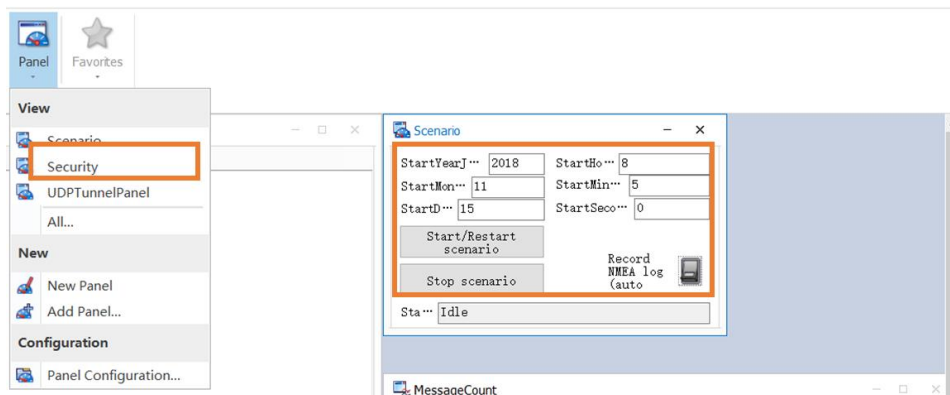 Panel
Favorites
View
Scenario
Security
UDPTunnelPanel
All...
New
New Panel
Add Panel...
Configuration
Panel Configuration...
Scenario
StartYearJ… 2018 StartHo… 8
StartMon… 11 StartMin… 5
StartD… 15 StartSeco… 0
Start/Restart
scenario
Stop scenario
Record
NMEA log
(auto
Sta… Idle
MessageCount